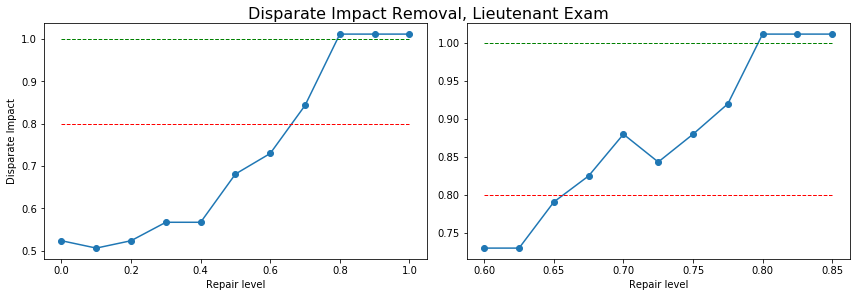 Disparate Impact Removal, Lieutenant Exam
Disparate Impact
1.0
0.9
0.8
0.7
0.6
0.5
0.0 0.2 0.4 0.6 0.8 1.0
Repair level
1.00
0.95
0.90
0.85
0.80
0.75
0.60 0.65 0.70 0.75 0.80 0.85
Repair level